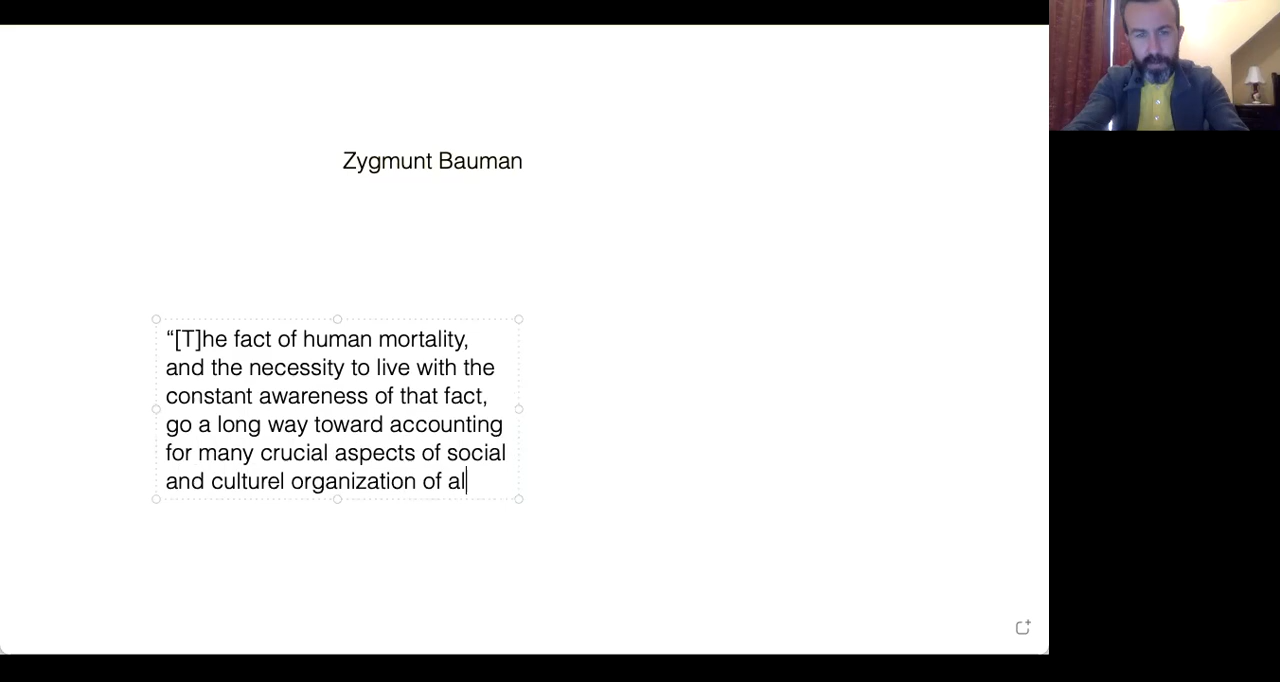 Zygmunt Bauman
“[T]he fact of human mortality,
and the necessity to live with the
constant awareness of that fact,
go a long way toward accounting
for many crucial aspects of social
and culturel organization of al